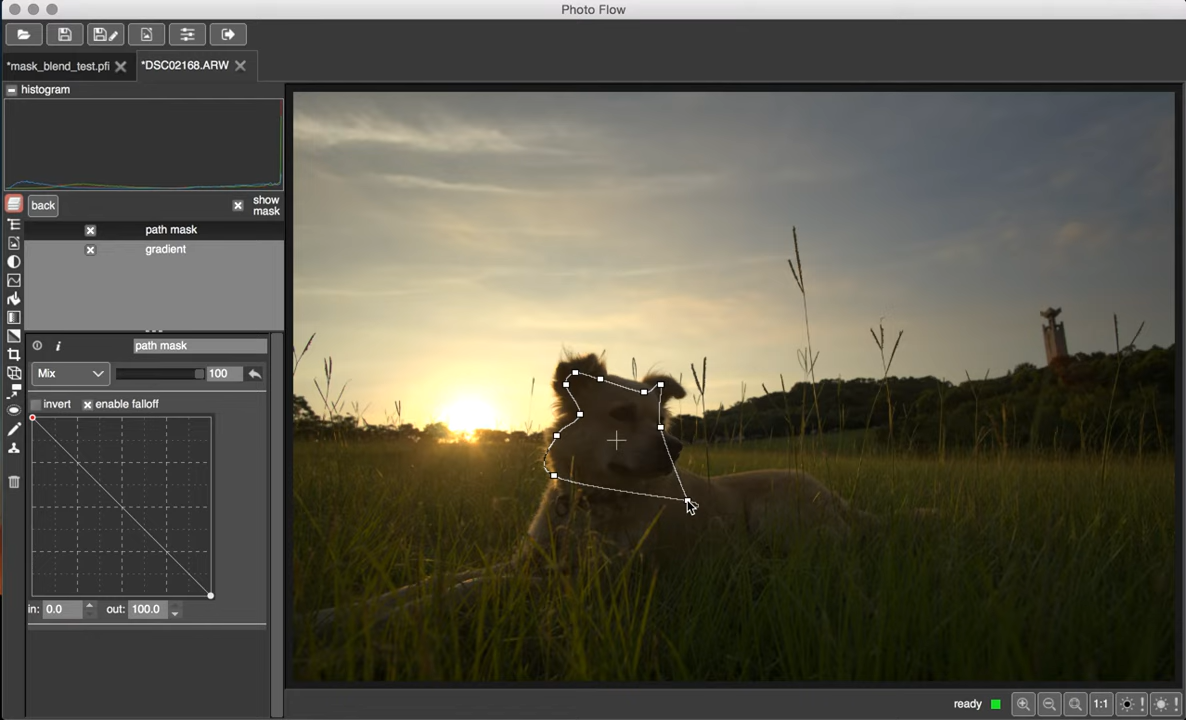 Photo Flow
*mask_blend_test.pfi
*DSC02168.ARW
histogram
back
show
mask
path mask
gradient
i
path mask
Mix
100
invert
enable falloff
in: 0.0
out: 100.0
ready
1:1
!
!